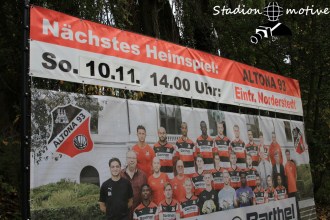 Stadion motive
Nächstes Heimspiel:
So. 10.11. 14.00 Uhr:
ALTONA 93
Eintr. Norderstedt
ALTONA 93
Barthel